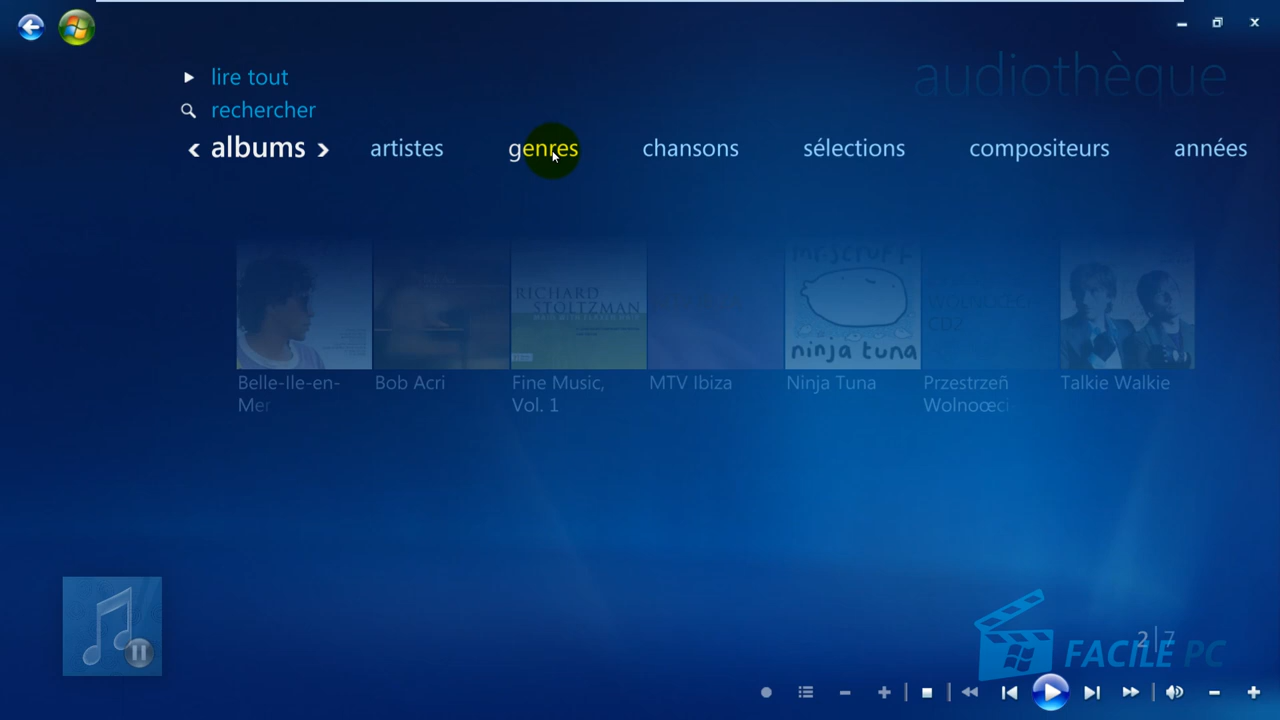 audiothèque
lire tout
rechercher
albums artistes genres chansons sélections compositeurs années
mr. scruff
RICHARD
STOLTZMAN
ninja tuna
Belle-Ile-en-
Mer
Bob Acri
Fine Music,
Vol. 1
MTV Ibiza
Ninja Tuna
Przestrzeñ
Wolnoœci
Talkie Walkie
2|7
FACILE PC